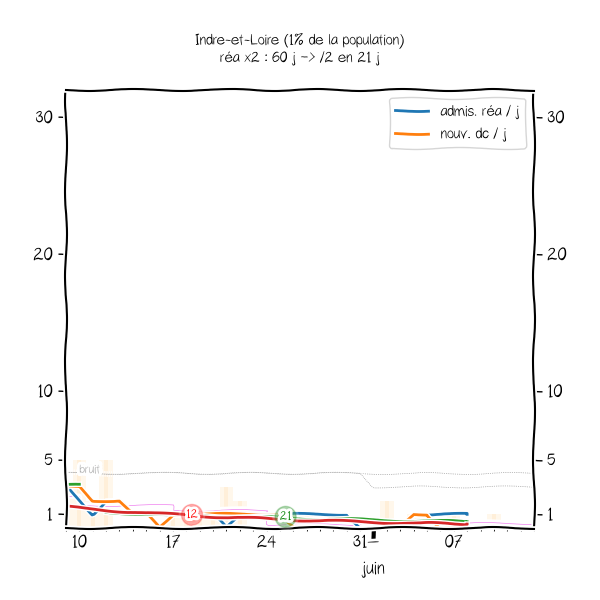 Indre-et-Loire (1% de la population)
réa x2 : 60 j -> /2 en 21 j
admis. réa / j
nouv. dc / j
30
30
20
20
10
10
5
5
1
1
bruit
12
21
10
17
24
31
07
juin